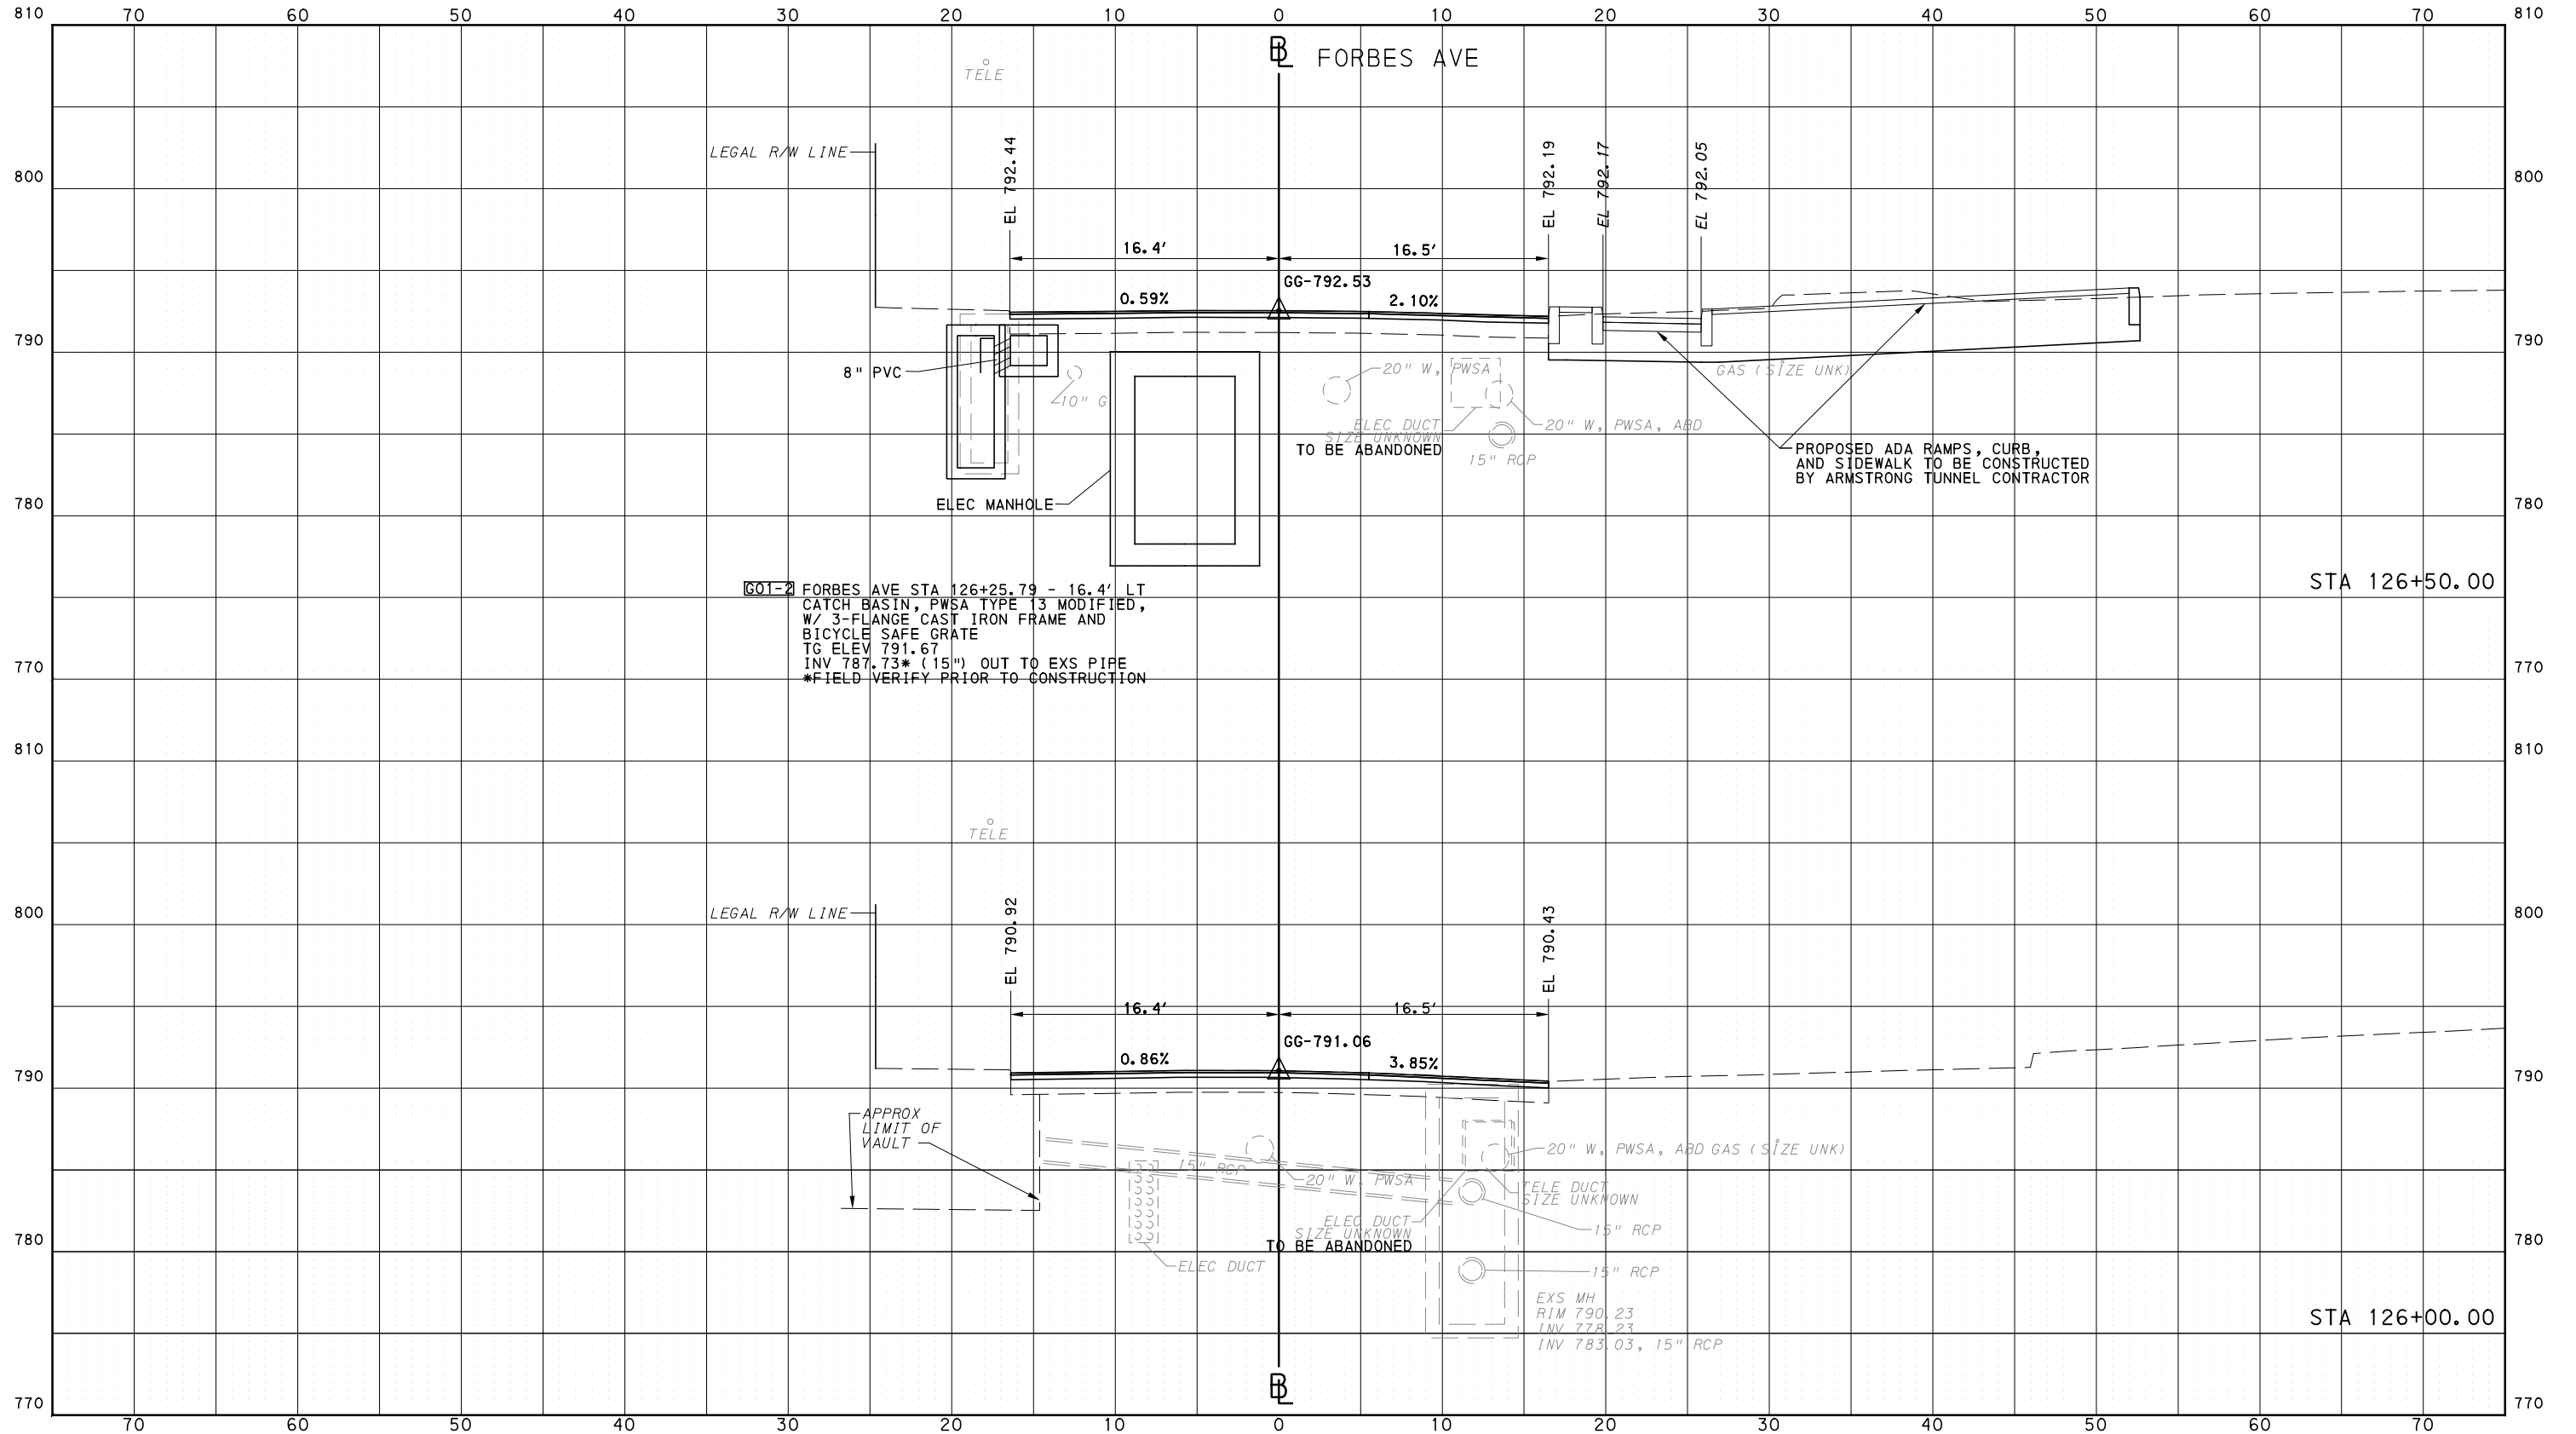 810 70 60 50 40 30 20 10 0 10 20 30 40 50 60 70 810
BL FORBES AVE
TELE
LEGAL R/W LINE
EL 792.44
EL 792.19
EL 792.17
EL 792.05
800 800
16.4' 16.5'
GG-792.53
0.59% 2.10%
790 790
8" PVC
10" G
20" W, PWSA
GAS (SIZE UNK)
ELEC DUCT
SIZE UNKNOWN
TO BE ABANDONED
20" W, PWSA, ABD
15" RCP
PROPOSED ADA RAMPS, CURB,
AND SIDEWALK TO BE CONSTRUCTED
BY ARMSTRONG TUNNEL CONTRACTOR
ELEC MANHOLE
780 780
STA 126+50.00
G01-2 FORBES AVE STA 126+25.79 - 16.4' LT
CATCH BASIN, PWSA TYPE 13 MODIFIED,
W/ 3-FLANGE CAST IRON FRAME AND
BICYCLE SAFE GRATE
TG ELEV 791.67
INV 787.73* (15") OUT TO EXS PIPE
*FIELD VERIFY PRIOR TO CONSTRUCTION
770 770
810 810
TELE
LEGAL R/W LINE
EL 790.92
EL 790.43
800 800
16.4' 16.5'
GG-791.06
0.86% 3.85%
790 790
APPROX
LIMIT OF
VAULT
15" RCP
20" W, PWSA
20" W, PWSA, ABD GAS (SIZE UNK)
TELE DUCT
SIZE UNKNOWN
ELEC DUCT
SIZE UNKNOWN
TO BE ABANDONED
15" RCP
780 780
ELEC DUCT
15" RCP
EXS MH
RIM 790.23
INV 778.23
INV 783.03, 15" RCP
STA 126+00.00
BL
770 770
70 60 50 40 30 20 10 0 10 20 30 40 50 60 70